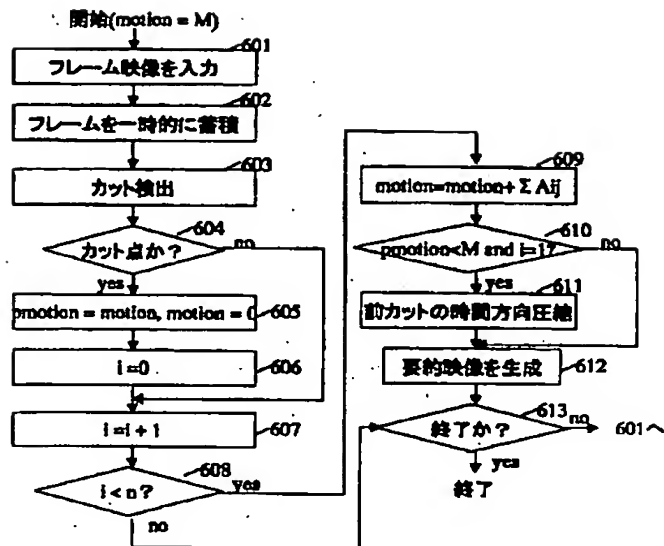 開始(motion = M)
601
フレーム映像を入力
602
フレームを一時的に蓄積
603
カット検出
604
カット点か？
no
yes
pmotion = motion, motion = 0
605
i=0
606
i=i + 1
607
608
i < n ?
yes
no
609
motion=motion+ Σ Aij
610
pmotion<M and i=1?
no
yes
611
前カットの時間方向圧縮
要約映像を生成
612
613
終了か？
no
601へ
yes
終了